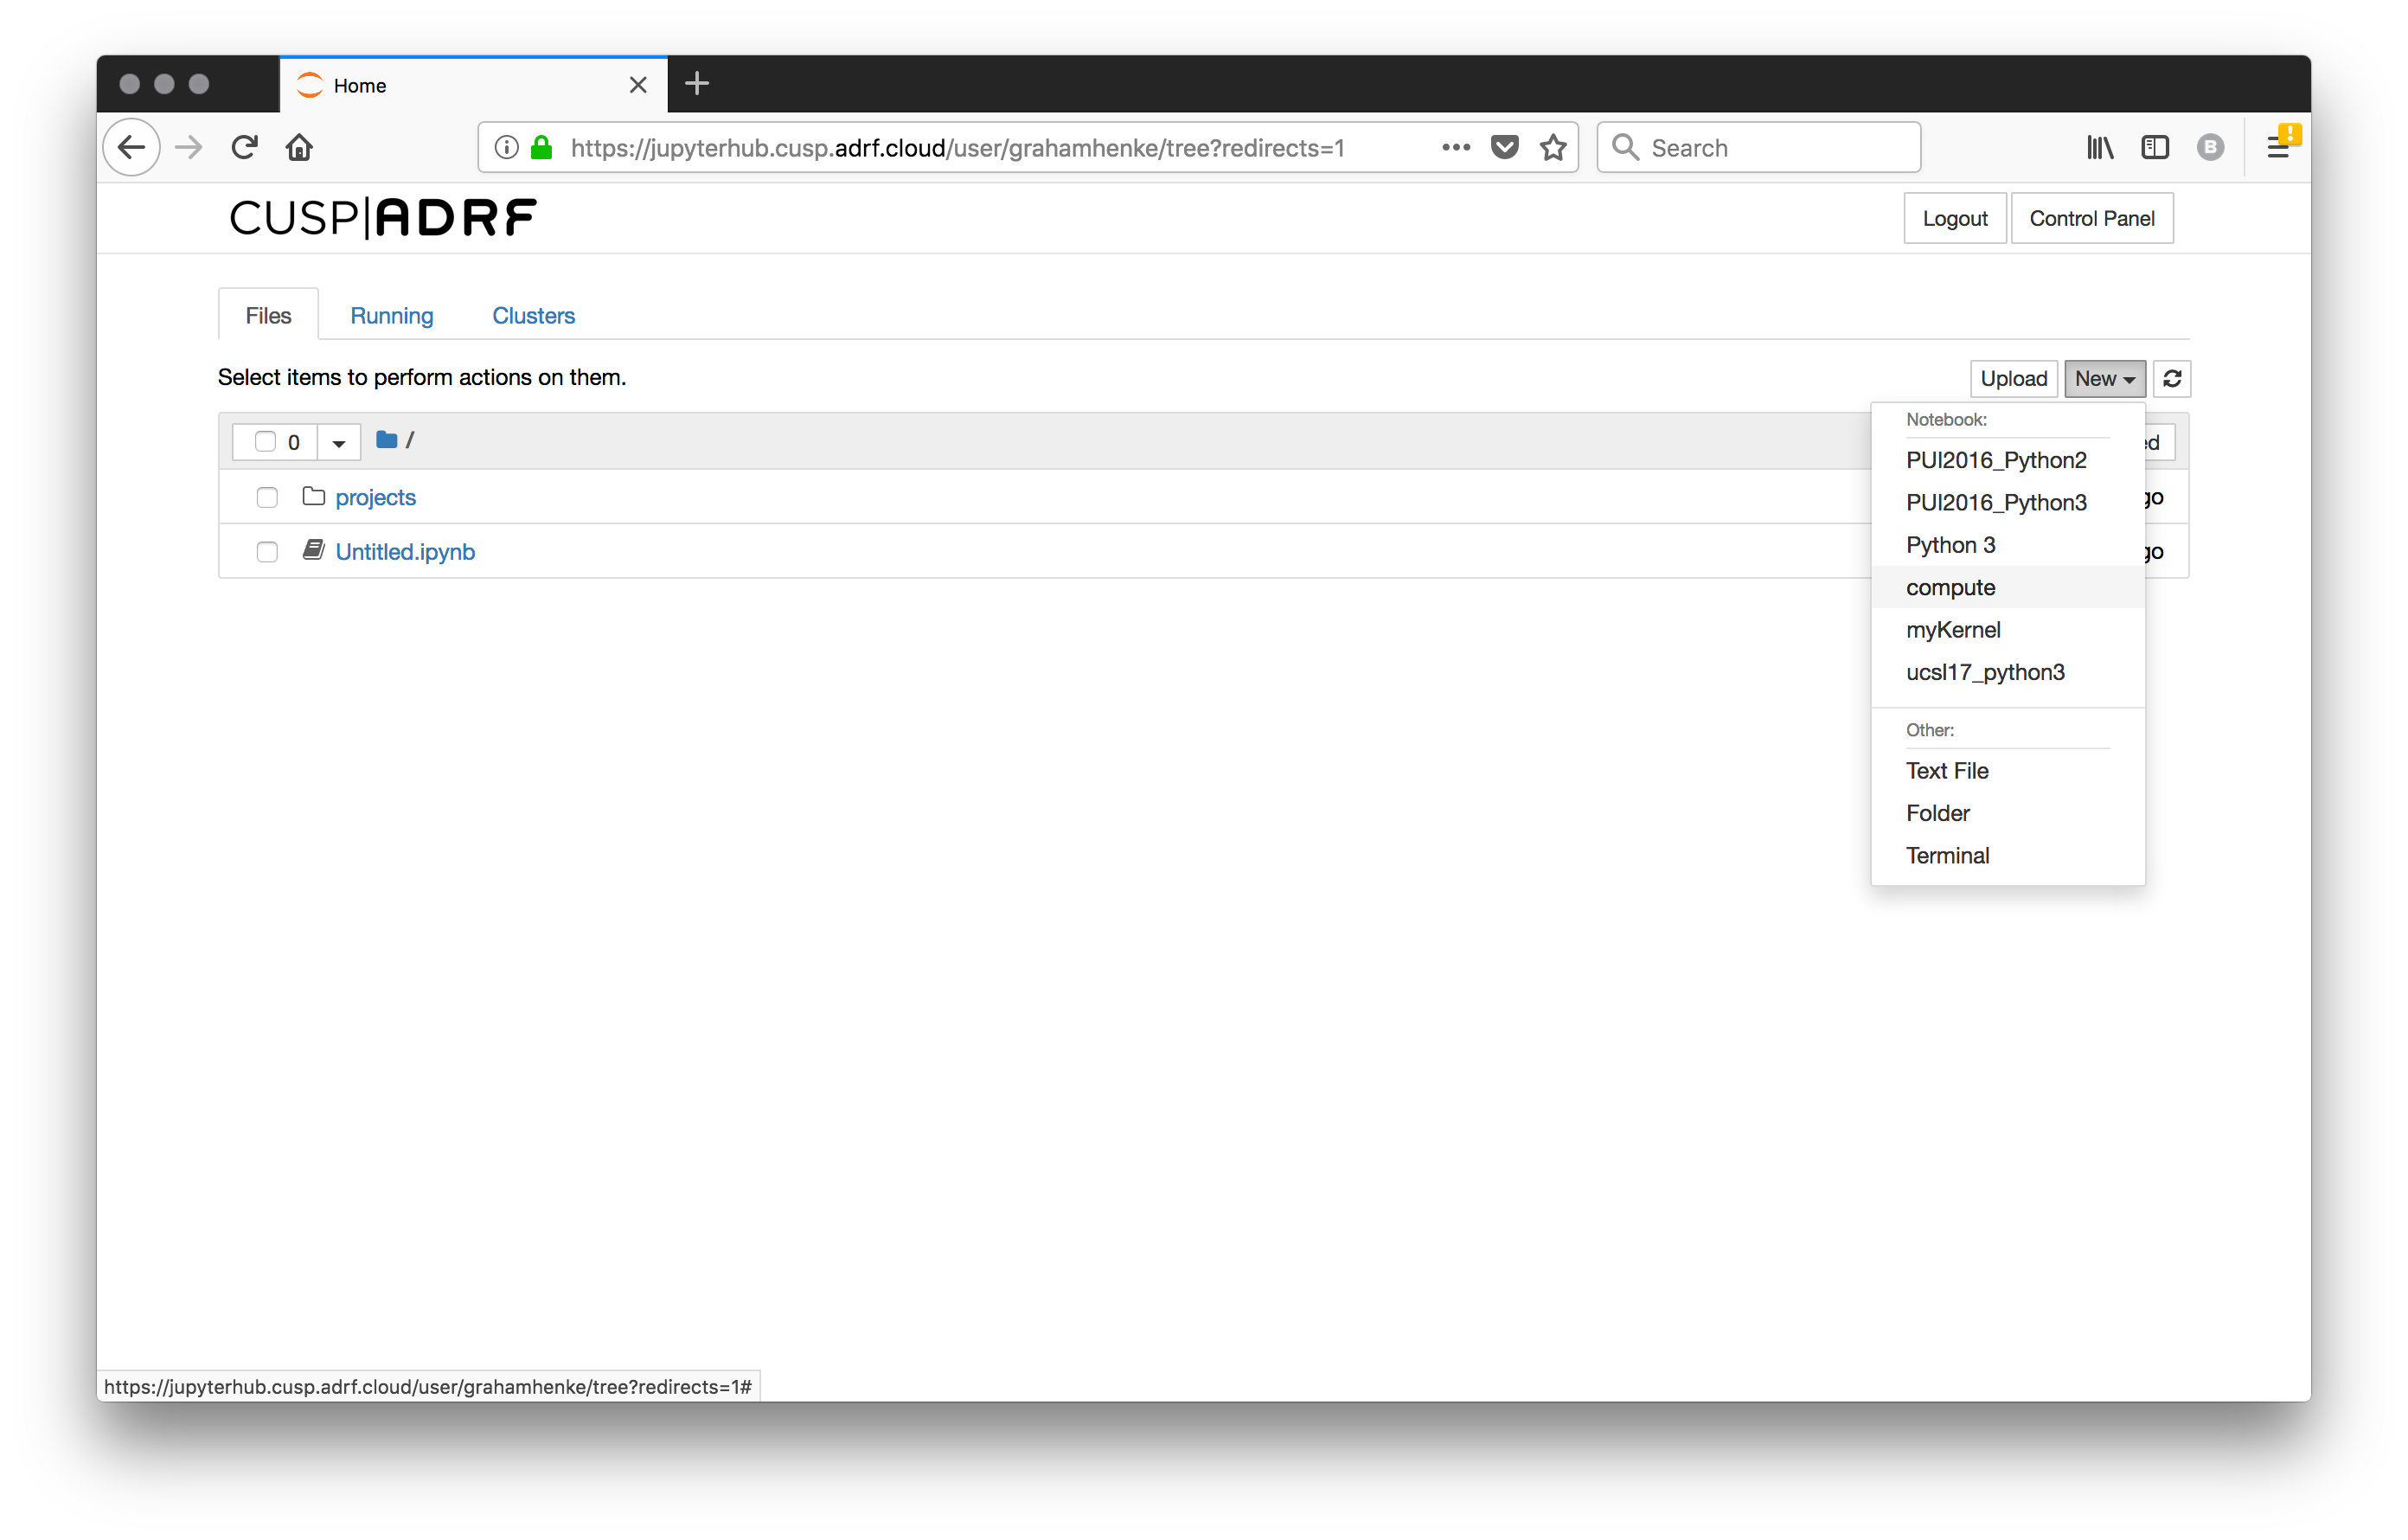 Home
https://jupyterhub.cusp.adrf.cloud/user/grahamhenke/tree?redirects=1
Search
B
CUSP|ADRF
Logout
Control Panel
Files
Running
Clusters
Select items to perform actions on them.
Upload
New
0
/
Notebook:
projects
Untitled.ipynb
PUI2016_Python2
PUI2016_Python3
Python 3
compute
myKernel
ucsl17_python3
Other:
Text File
Folder
Terminal
https://jupyterhub.cusp.adrf.cloud/user/grahamhenke/tree?redirects=1#